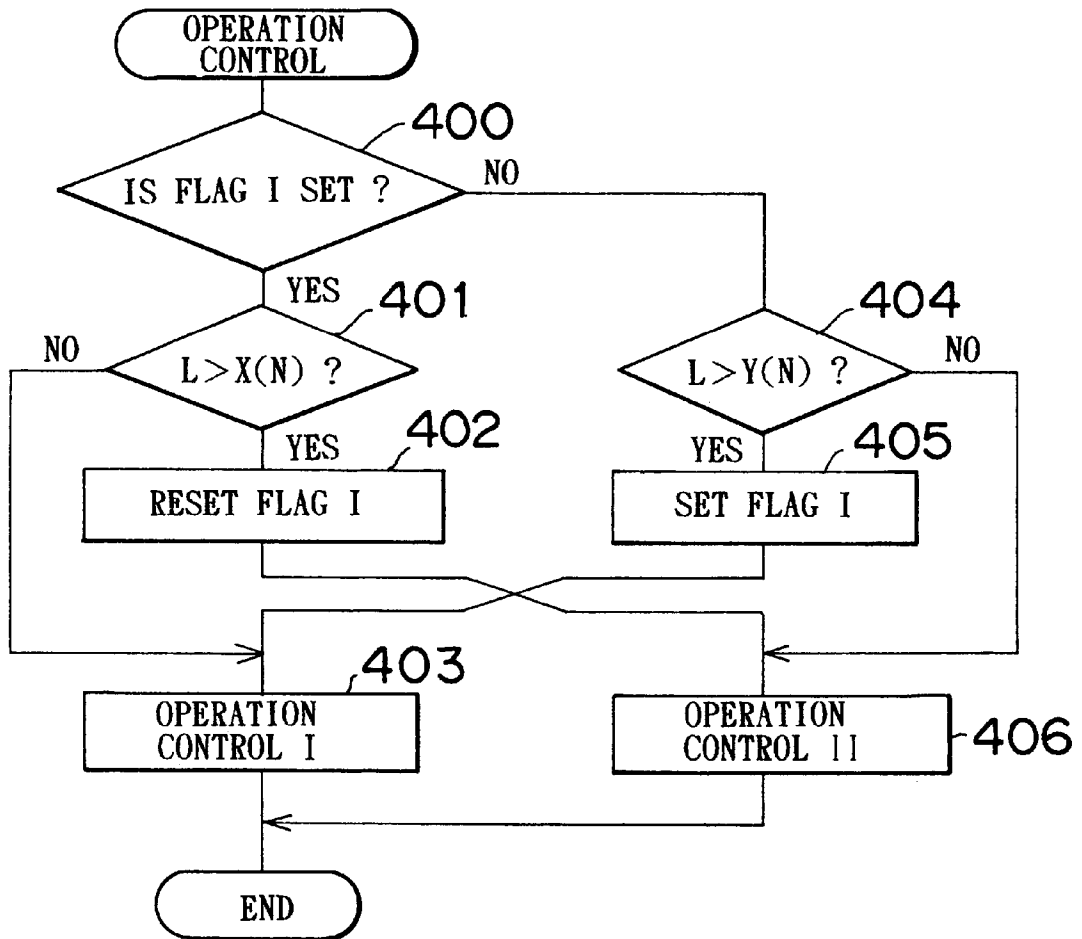 OPERATION
CONTROL
400
IS FLAG I SET ?
NO
YES
401
404
NO
L>X(N) ?
L>Y(N) ?
NO
YES
402
YES
405
RESET FLAG I
SET FLAG I
403
OPERATION
CONTROL I
OPERATION
CONTROL II
406
END